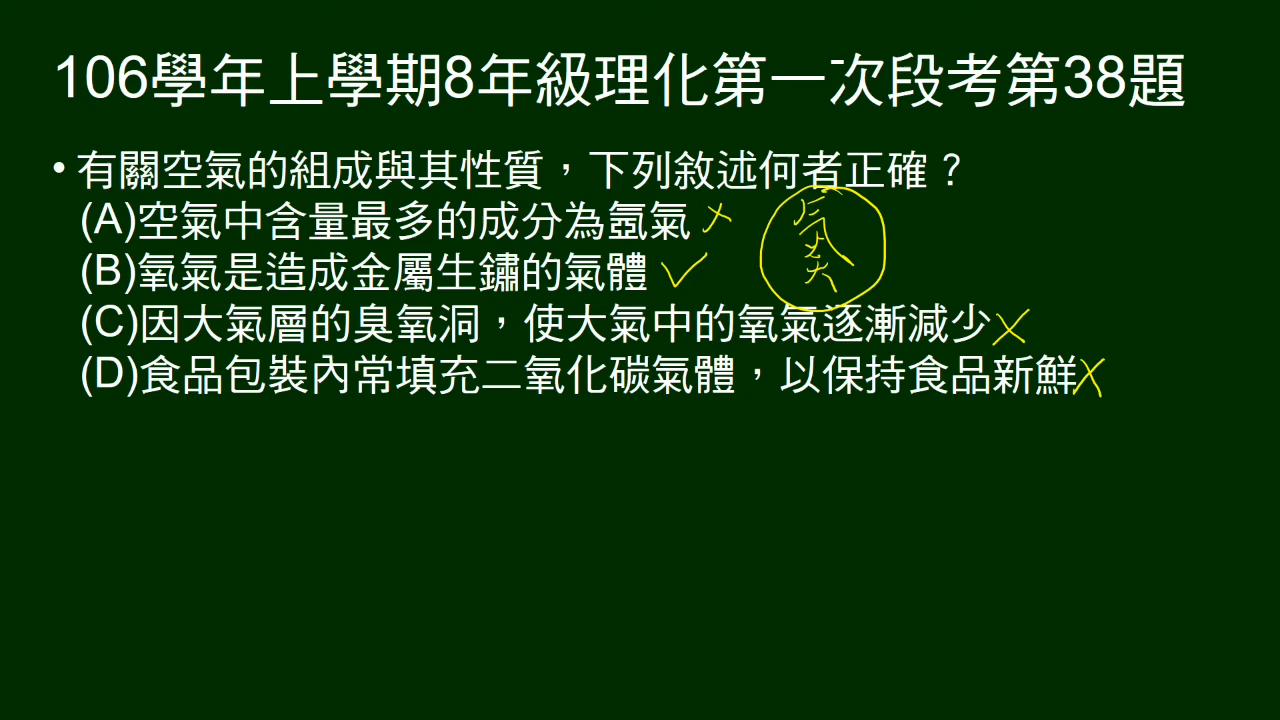 106學年上學期8年級理化第一次段考第38題
• 有關空氣的組成與其性質，下列敘述何者正確？
(A)空氣中含量最多的成分為氬氣 ✗
(B)氧氣是造成金屬生鏽的氣體 ✓
(C)因大氣層的臭氧洞，使大氣中的氧氣逐漸減少 ✗
(D)食品包裝內常填充二氧化碳氣體，以保持食品新鮮 ✗
氮